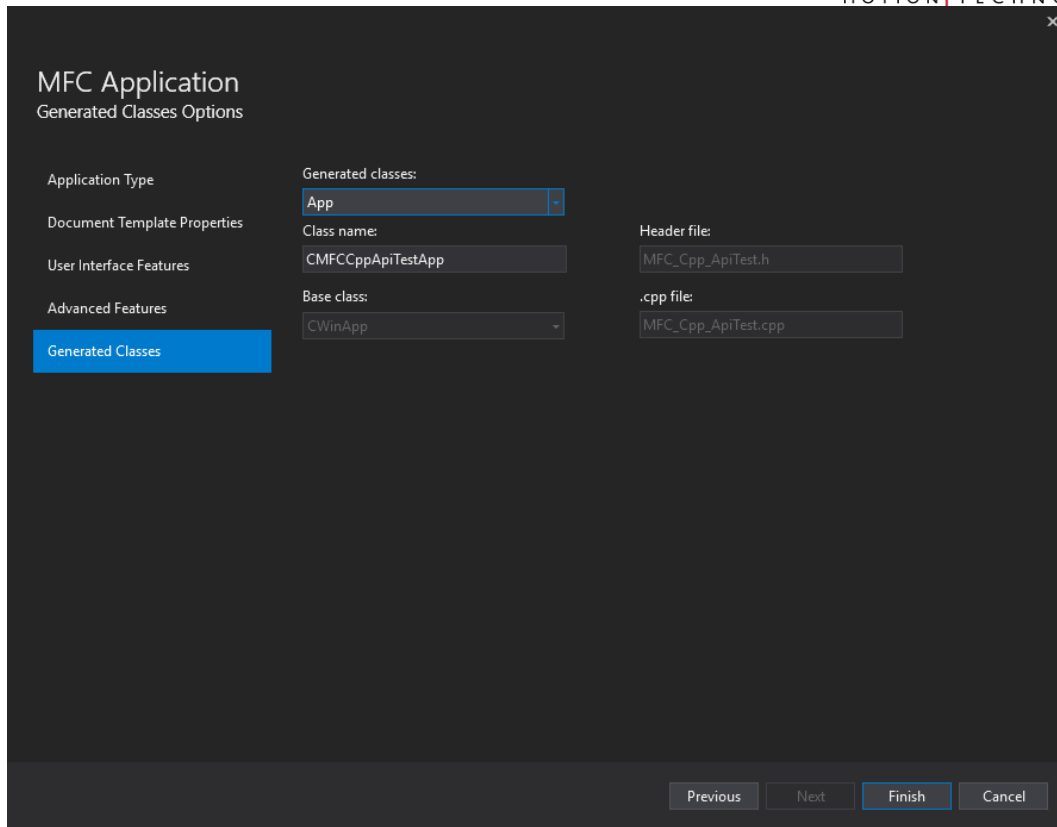 MFC Application
Generated Classes Options
Application Type
Document Template Properties
User Interface Features
Advanced Features
Generated Classes
Generated classes:
App
Class name:
CMFCCppApiTestApp
Header file:
MFC_Cpp_ApiTest.h
Base class:
CWinApp
.cpp file:
MFC_Cpp_ApiTest.cpp
Previous
Next
Finish
Cancel